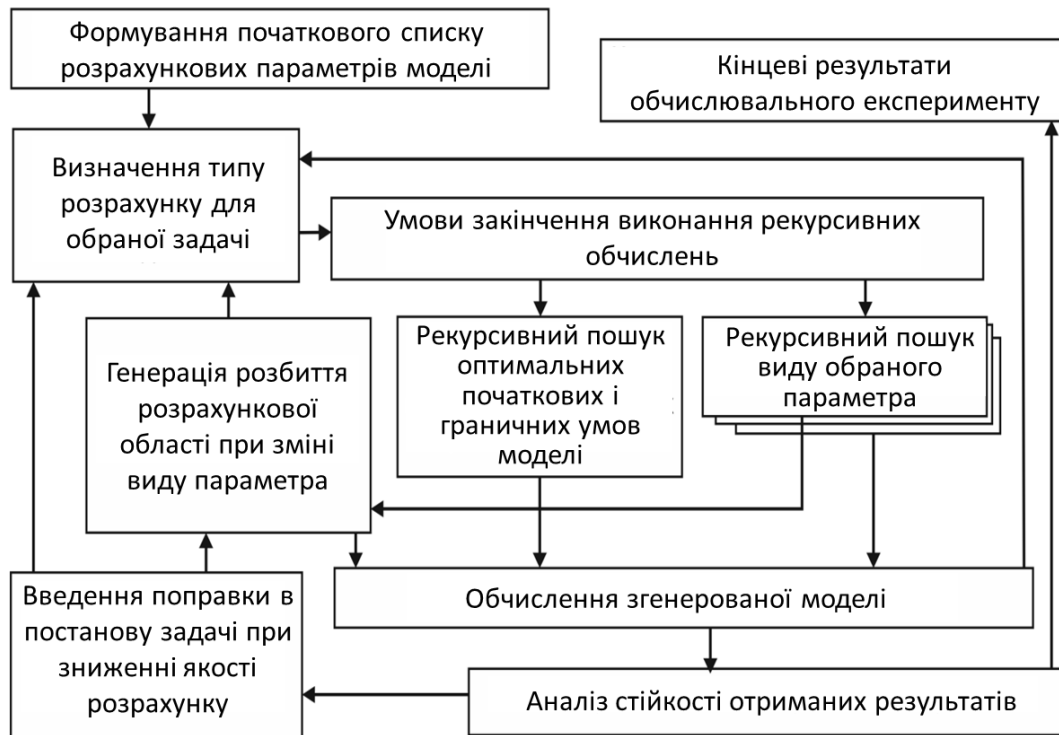 Формування початкового списку
розрахункових параметрів моделі
Кінцеві результати
обчислювального експерименту
Визначення типу
розрахунку для
обраної задачі
Умови закінчення виконання рекурсивних
обчислень
Генерація розбиття
розрахункової
області при зміні
виду параметра
Рекурсивний пошук
оптимальних
початкових і
граничних умов
моделі
Рекурсивний пошук
виду обраного
параметра
Введення поправки в
постанову задачі при
зниженні якості
розрахунку
Обчислення згенерованої моделі
Аналіз стійкості отриманих результатів